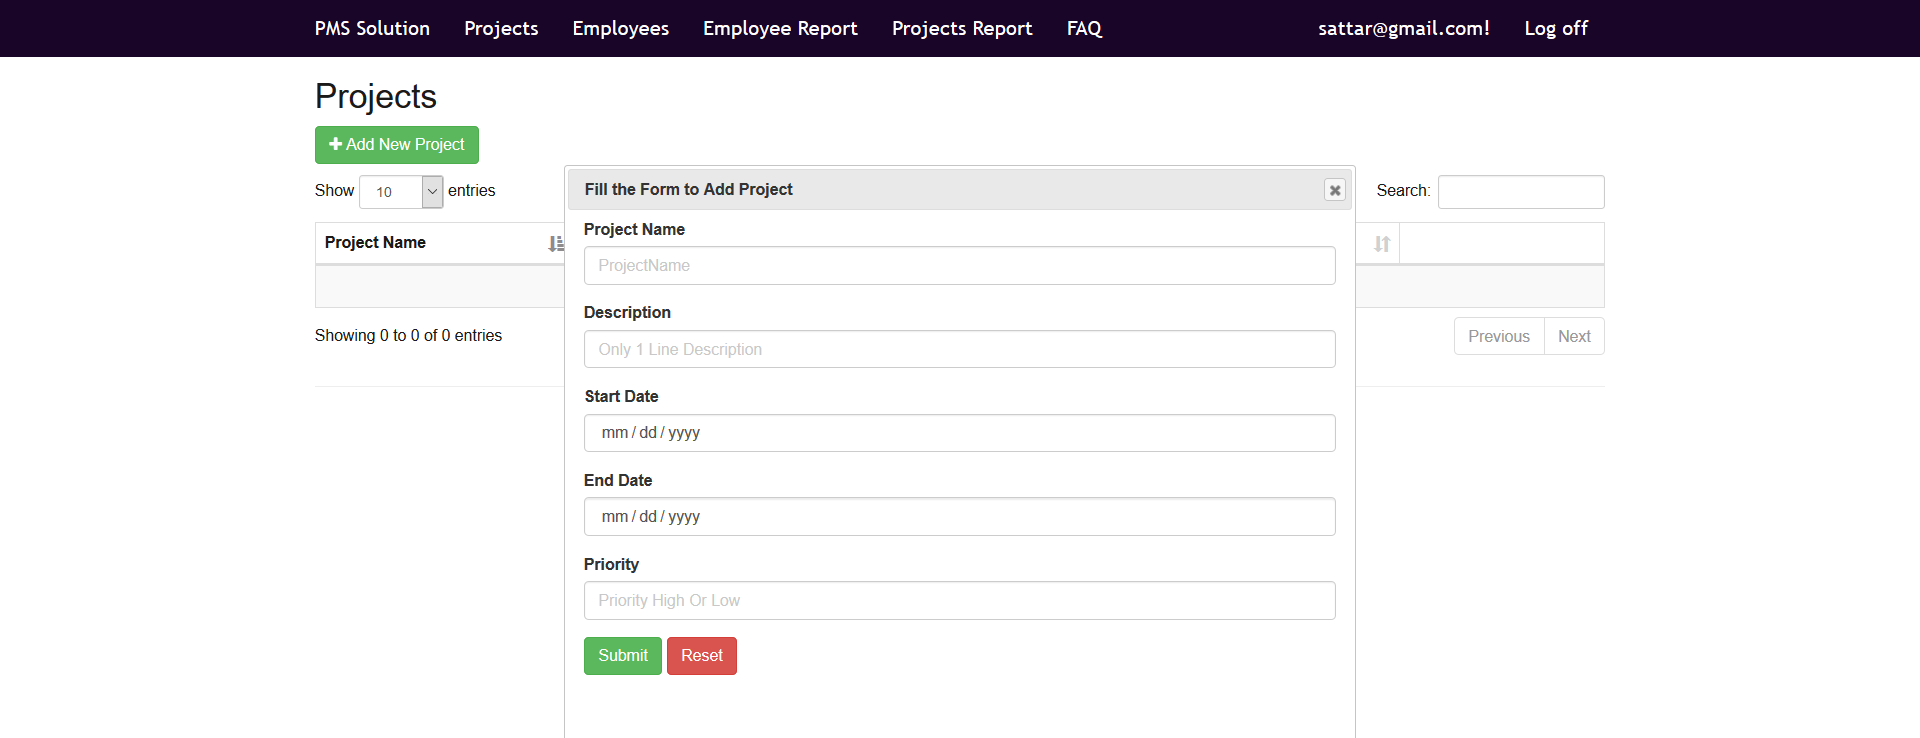 PMS Solution Projects Employees Employee Report Projects Report FAQ sattar@gmail.com! Log off
Projects
Add New Project
Show 10 entries
Search:
Project Name
Showing 0 to 0 of 0 entries
Previous Next
Fill the Form to Add Project
Project Name
ProjectName
Description
Only 1 Line Description
Start Date
mm / dd / yyyy
End Date
mm / dd / yyyy
Priority
Priority High Or Low
Submit Reset